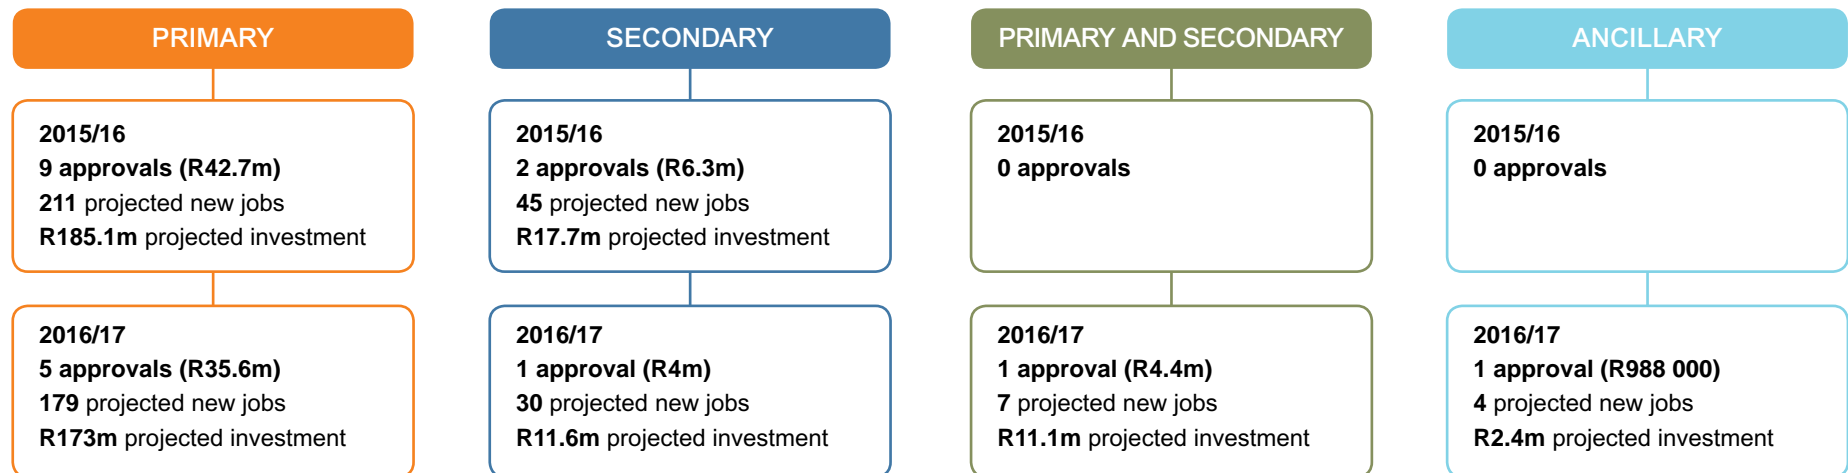 PRIMARY
2015/16
9 approvals (R42.7m)
211 projected new jobs
R185.1m projected investment
2016/17
5 approvals (R35.6m)
179 projected new jobs
R173m projected investment
SECONDARY
2015/16
2 approvals (R6.3m)
45 projected new jobs
R17.7m projected investment
2016/17
1 approval (R4m)
30 projected new jobs
R11.6m projected investment
PRIMARY AND SECONDARY
2015/16
0 approvals
2016/17
1 approval (R4.4m)
7 projected new jobs
R11.1m projected investment
ANCILLARY
2015/16
0 approvals
2016/17
1 approval (R988 000)
4 projected new jobs
R2.4m projected investment